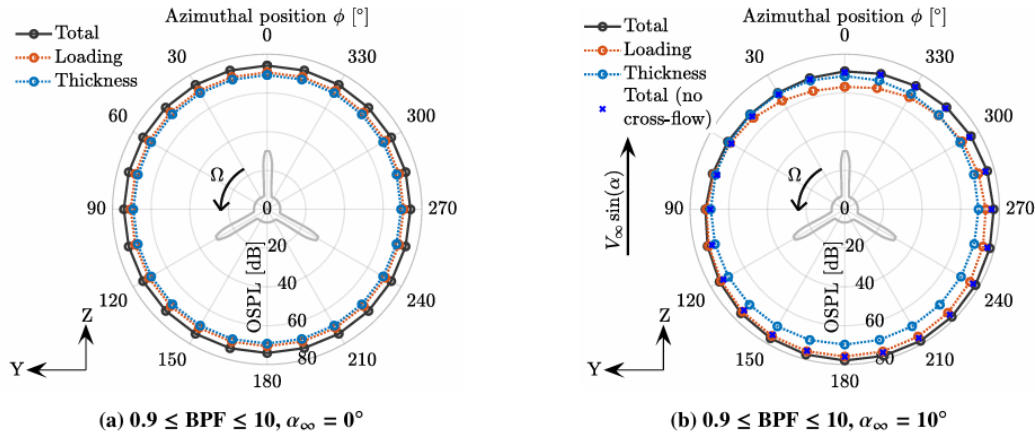 Azimuthal position ϕ [°]
0
30
330
60
300
90
270
120
240
150
210
180
Total
Loading
Thickness
Ω
0
20
40
60
80
OSPL [dB]
Z
Y
(a) 0.9 ≤ BPF ≤ 10, α∞ = 0°
Azimuthal position ϕ [°]
0
30
330
60
300
90
270
120
240
150
210
180
Total
Loading
Thickness
Total (no
cross-flow)
V∞ sin(α)
Ω
0
20
40
60
80
OSPL [dB]
Z
Y
(b) 0.9 ≤ BPF ≤ 10, α∞ = 10°